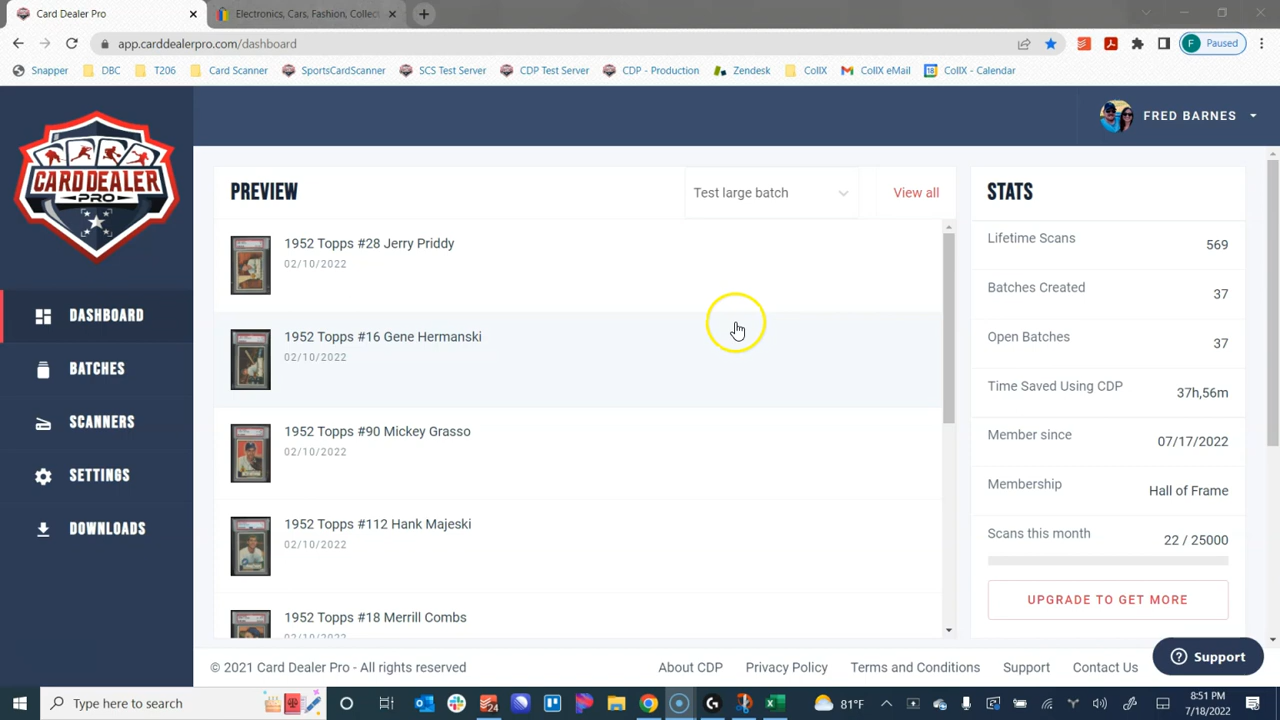 Card Dealer Pro
Electronics, Cars, Fashion, Collect
app.carddealerpro.com/dashboard
Paused
Snapper
DBC
T206
Card Scanner
SportsCardScanner
SCS Test Server
CDP Test Server
CDP - Production
Zendesk
CollX
CollX eMail
CollX - Calendar
CARD DEALER
PRO
FRED BARNES
DASHBOARD
BATCHES
SCANNERS
SETTINGS
DOWNLOADS
PREVIEW
Test large batch
View all
1952 Topps #28 Jerry Priddy
02/10/2022
1952 Topps #16 Gene Hermanski
02/10/2022
1952 Topps #90 Mickey Grasso
02/10/2022
1952 Topps #112 Hank Majeski
02/10/2022
1952 Topps #18 Merrill Combs
02/10/2022
STATS
Lifetime Scans 569
Batches Created 37
Open Batches 37
Time Saved Using CDP 37h,56m
Member since 07/17/2022
Membership Hall of Frame
Scans this month 22 / 25000
UPGRADE TO GET MORE
© 2021 Card Dealer Pro - All rights reserved
About CDP
Privacy Policy
Terms and Conditions
Support
Contact Us
Support
Type here to search
81°F
8:51 PM
7/18/2022